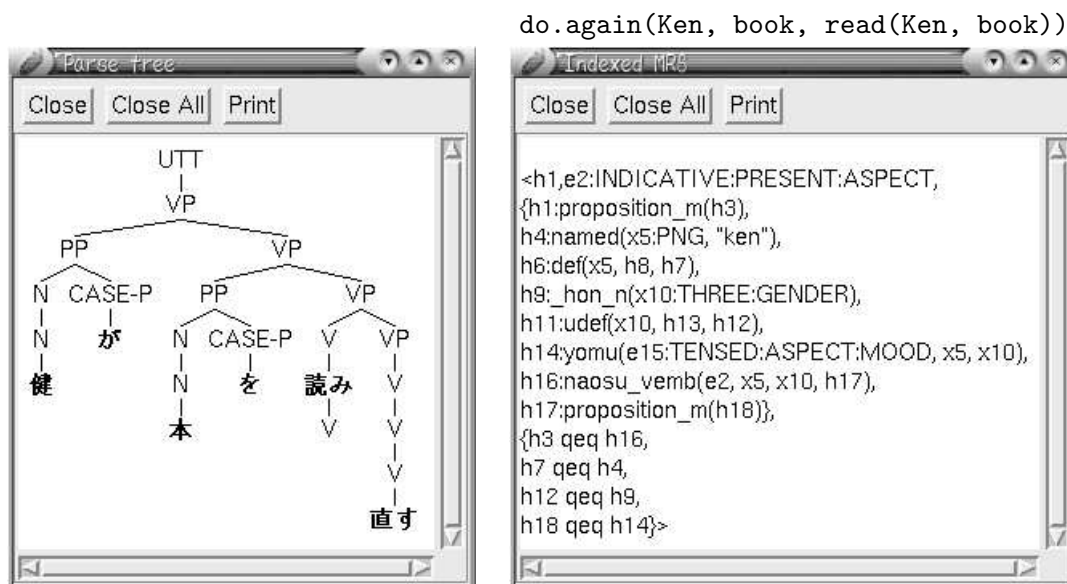 do.again(Ken, book, read(Ken, book))
Parse tree
Close Close All Print
UTT
VP
PP VP
N CASE-P PP VP
N が N CASE-P V VP
健 N を 読み V
本 V V
V
直す
Indexed MRS
Close Close All Print
<h1,e2:INDICATIVE:PRESENT:ASPECT,
{h1:proposition_m(h3),
h4:named(x5:PNG, "ken"),
h6:def(x5, h8, h7),
h9:_hon_n(x10:THREE:GENDER),
h11:udef(x10, h13, h12),
h14:yomu(e15:TENSED:ASPECT:MOOD, x5, x10),
h16:naosu_vemb(e2, x5, x10, h17),
h17:proposition_m(h18)},
{h3 qeq h16,
h7 qeq h4,
h12 qeq h9,
h18 qeq h14}>